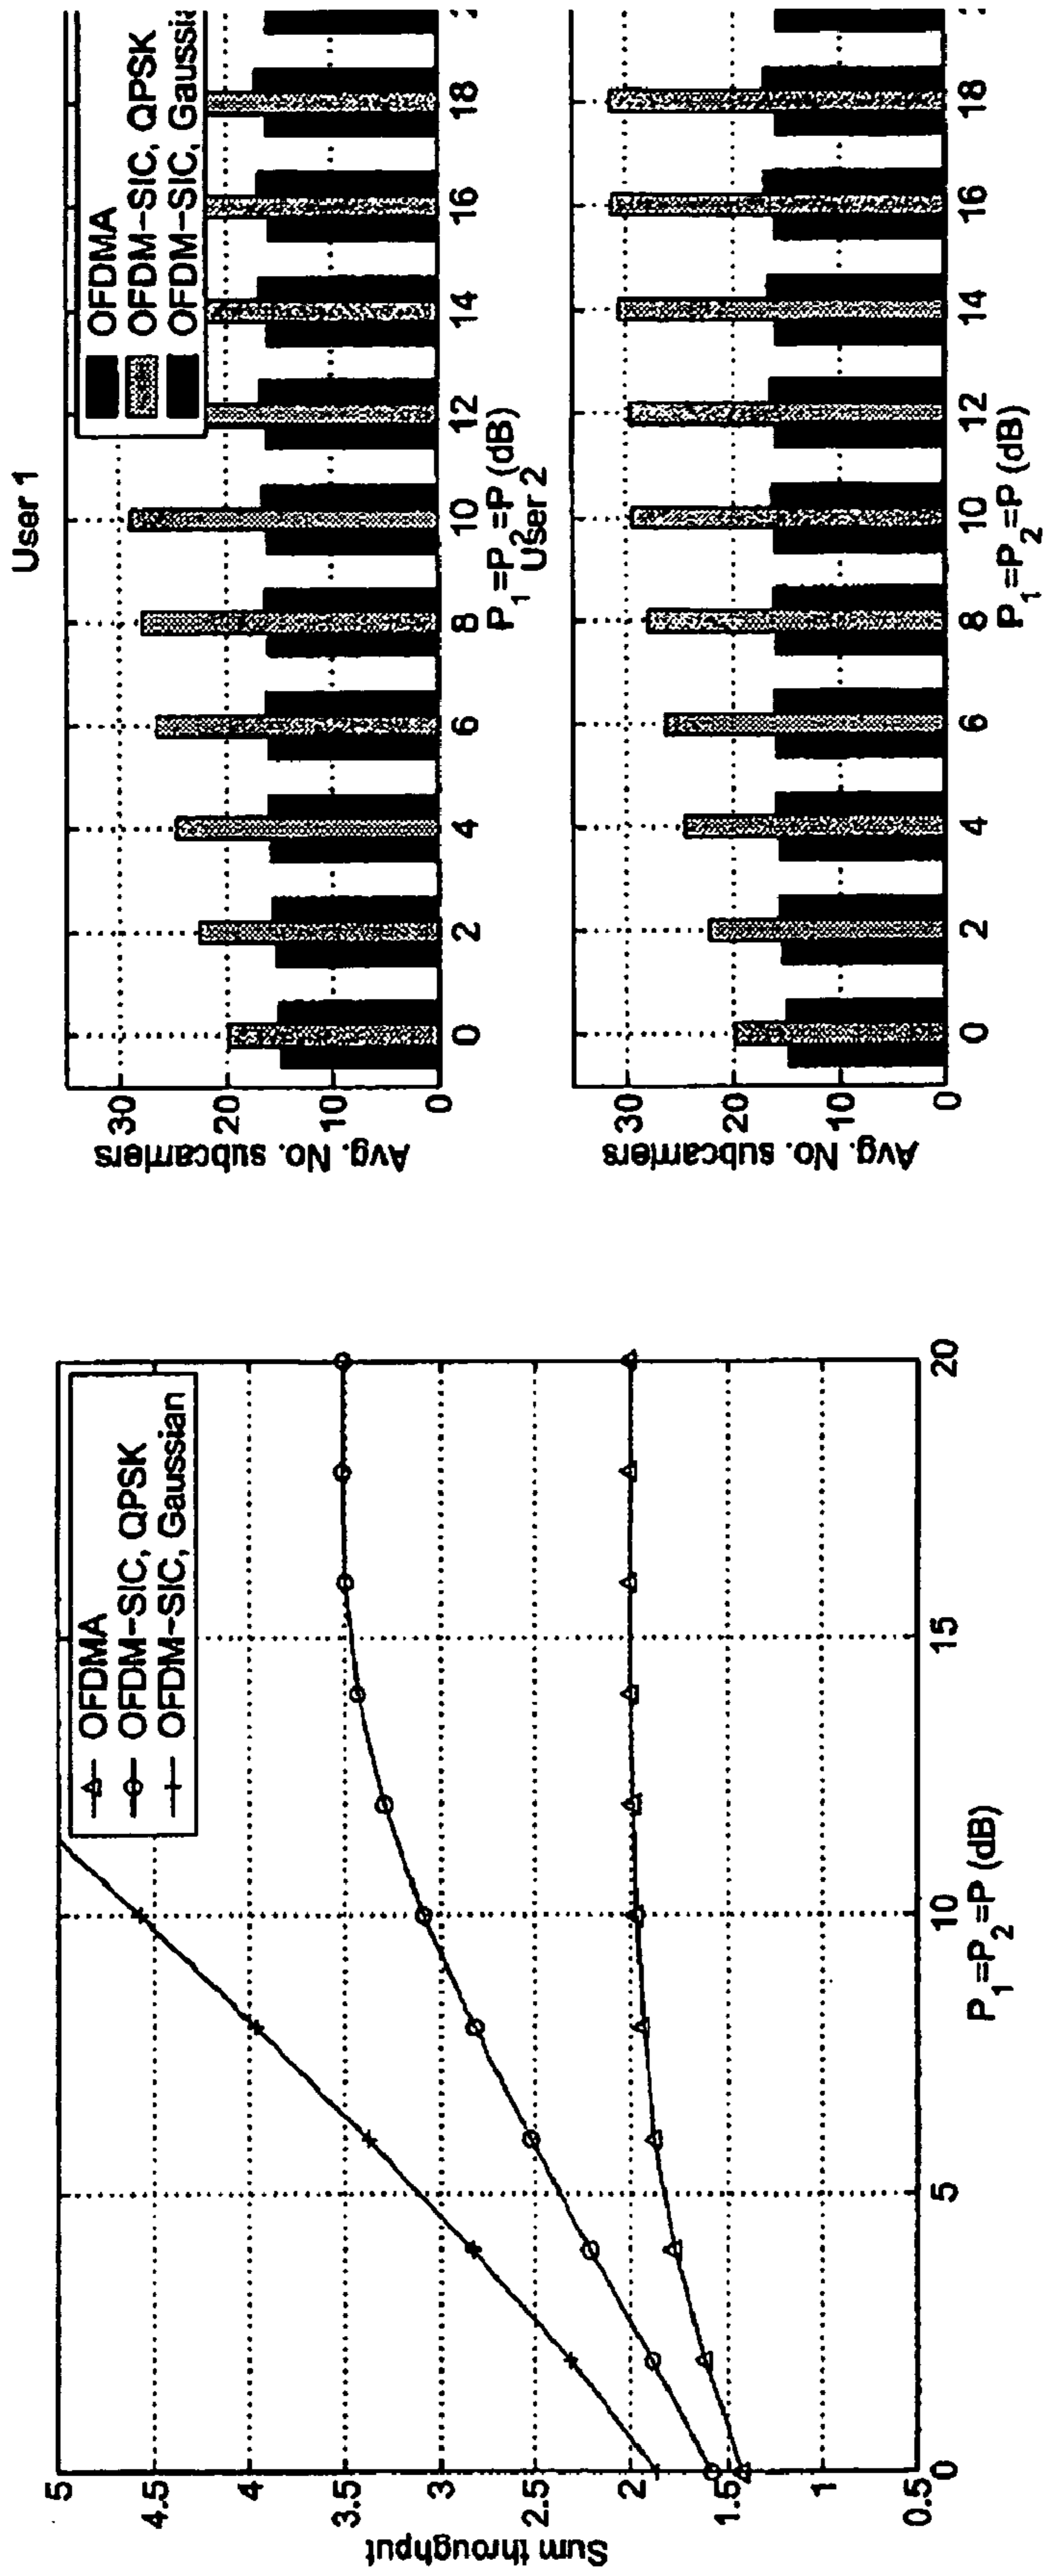 5
4.5
4
3.5
3
2.5
2
1.5
1
0.5
Sum throughput
0
5
10
15
20
P1=P2=P (dB)
OFDMA
OFDM-SIC, QPSK
OFDM-SIC, Gaussian
User 1
30
20
10
0
Avg. No. subcarriers
0 2 4 6 8 10 12 14 16 18
P1=P2=P (dB)
OFDMA
OFDM-SIC, QPSK
OFDM-SIC, Gaussi
User 2
30
20
10
0
Avg. No. subcarriers
0 2 4 6 8 10 12 14 16 18
P1=P2=P (dB)